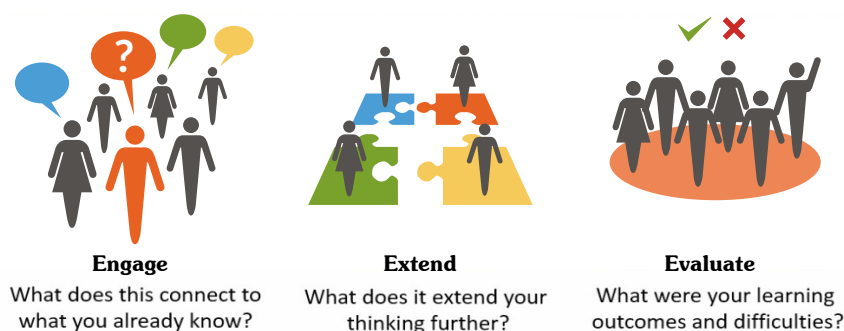 ?
Engage
What does this connect to
what you already know?
Extend
What does it extend your
thinking further?
Evaluate
What were your learning
outcomes and difficulties?